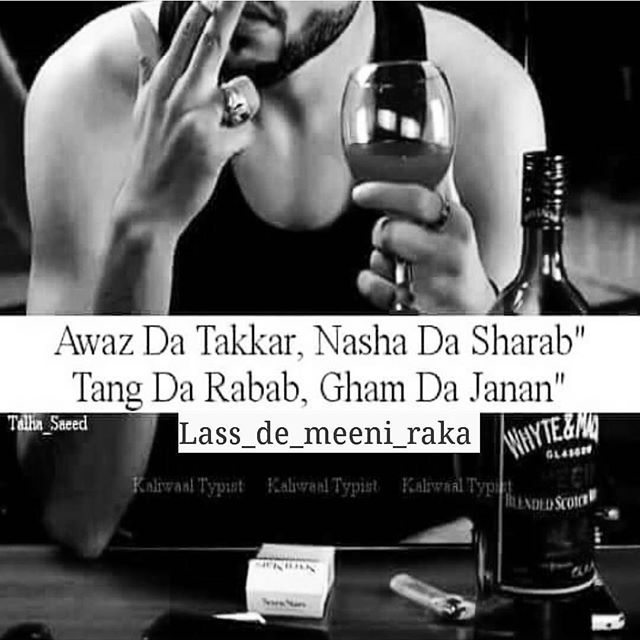 Awaz Da Takkar, Nasha Da Sharab"
Tang Da Rabab, Gham Da Janan"
Talha_Saeed
Lass_de_meeni_raka
WHYTE&
GLASGOW
Kaliwaal Typist Kaliwaal Typist Kaliwaal Typist
BLENDED SCOTCH